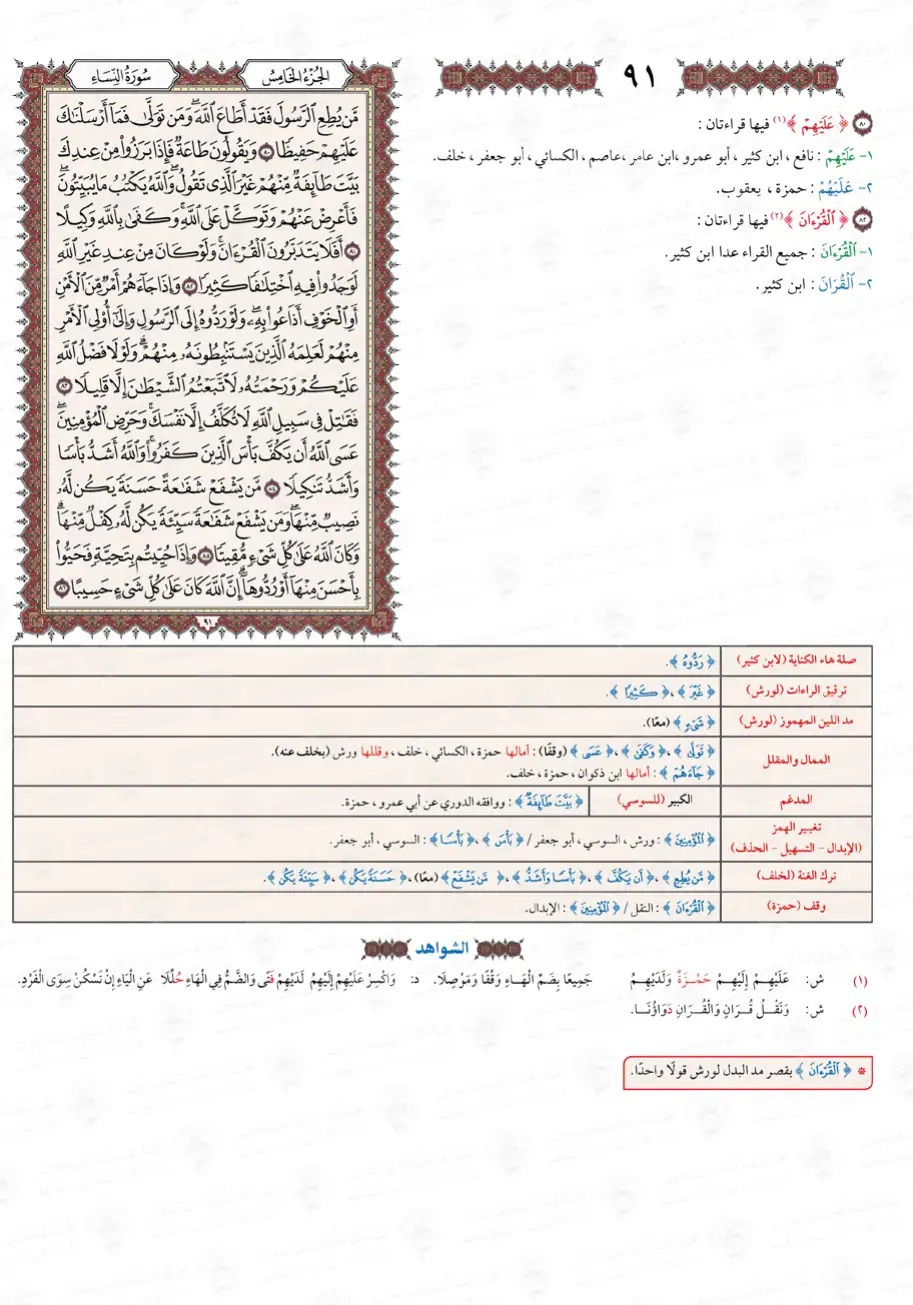 ٩١
(٨٠) ﴿ عَلَيۡهِمۡ ﴾(١) فيها قراءتان :
١- عَلَيۡهِمۡ : نافع ، ابن كثير ، أبو عمرو ،ابن عامر ،عاصم ، الكسائي ، أبو جعفر ، خلف.
٢- عَلَيۡهُمۡ : حمزة ، يعقوب.
(٨٢) ﴿ ٱلۡقُرۡءَانَ ﴾(٢) فيها قراءتان :
١- ٱلۡقُرۡءَانَ : جميع القراء عدا ابن كثير.
٢- ٱلۡقُرَانَ : ابن كثير.
الجُزْءُ الخَامِسُ
سُورَةُ النِّسَاءِ
مَّن يُطِعِ ٱلرَّسُولَ فَقَدۡ أَطَاعَ ٱللَّهَۖ وَمَن تَوَلَّىٰ فَمَآ أَرۡسَلۡنَٰكَ
عَلَيۡهِمۡ حَفِيظٗا ٨٠ وَيَقُولُونَ طَاعَةٞ فَإِذَا بَرَزُواْ مِنۡ عِندِكَ
بَيَّتَ طَآئِفَةٞ مِّنۡهُمۡ غَيۡرَ ٱلَّذِي تَقُولُۖ وَٱللَّهُ يَكۡتُبُ مَا يُبَيِّتُونَۖ
فَأَعۡرِضۡ عَنۡهُمۡ وَتَوَكَّلۡ عَلَى ٱللَّهِۚ وَكَفَىٰ بِٱللَّهِ وَكِيلًا
٨١ أَفَلَا يَتَدَبَّرُونَ ٱلۡقُرۡءَانَۚ وَلَوۡ كَانَ مِنۡ عِندِ غَيۡرِ ٱللَّهِ
لَوَجَدُواْ فِيهِ ٱخۡتِلَٰفٗا كَثِيرٗا ٨٢ وَإِذَا جَآءَهُمۡ أَمۡرٞ مِّنَ ٱلۡأَمۡنِ
أَوِ ٱلۡخَوۡفِ أَذَاعُواْ بِهِۦۖ وَلَوۡ رَدُّوهُ إِلَى ٱلرَّسُولِ وَإِلَىٰٓ أُوْلِي ٱلۡأَمۡرِ
مِنۡهُمۡ لَعَلِمَهُ ٱلَّذِينَ يَسۡتَنۢبِطُونَهُۥ مِنۡهُمۡۗ وَلَوۡلَا فَضۡلُ ٱللَّهِ
عَلَيۡكُمۡ وَرَحۡمَتُهُۥ لَٱتَّبَعۡتُمُ ٱلشَّيۡطَٰنَ إِلَّا قَلِيلٗا ٨٣
فَقَٰتِلۡ فِي سَبِيلِ ٱللَّهِ لَا تُكَلَّفُ إِلَّا نَفۡسَكَۚ وَحَرِّضِ ٱلۡمُؤۡمِنِينَۖ
عَسَى ٱللَّهُ أَن يَكُفَّ بَأۡسَ ٱلَّذِينَ كَفَرُواْۚ وَٱللَّهُ أَشَدُّ بَأۡسٗا
وَأَشَدُّ تَنكِيلٗا ٨٤ مَّن يَشۡفَعۡ شَفَٰعَةً حَسَنَةٗ يَكُن لَّهُۥ
نَصِيبٞ مِّنۡهَاۖ وَمَن يَشۡفَعۡ شَفَٰعَةٗ سَيِّئَةٗ يَكُن لَّهُۥ كِفۡلٞ مِّنۡهَاۗ
وَكَانَ ٱللَّهُ عَلَىٰ كُلِّ شَيۡءٖ مُّقِيتٗا ٨٥ وَإِذَا حُيِّيتُم بِتَحِيَّةٖ فَحَيُّواْ
بِأَحۡسَنَ مِنۡهَآ أَوۡ رُدُّوهَآۗ إِنَّ ٱللَّهَ كَانَ عَلَىٰ كُلِّ شَيۡءٍ حَسِيبًا ٨٦
٩١
صلة هاء الكناية (لابن كثير) ﴿ رَدُّوهُ ﴾.
ترقيق الراءات (لورش) ﴿ غَيۡرَ ﴾ ،﴿ كَثِيرٗا ﴾.
مد اللين المهموز (لورش) ﴿ شَيۡءٖ ﴾ (معًا).
الممال والمقلل ﴿ تَوَلَّىٰ ﴾ ،﴿ وَكَفَىٰ ﴾ ،﴿ عَسَى ﴾ (وقفًا) : أمالها حمزة ، الكسائي ، خلف ، وقللها ورش (بخلف عنه).
﴿ جَآءَهُمۡ ﴾ : أمالها ابن ذكوان ، حمزة ، خلف.
المدغم الكبير (للسوسي) ﴿ بَيَّت طَّآئِفَةٞ ﴾ : ووافقه الدوري عن أبي عمرو ، حمزة.
تغيير الهمز
(الإبدال - التسهيل - الحذف) ﴿ ٱلۡمُؤۡمِنِينَ ﴾ : ورش ، السوسي ، أبو جعفر / ﴿ بَأۡسَ ﴾ ،﴿ بَأۡسٗا ﴾ : السوسي ، أبو جعفر.
ترك الغنة (لخلف) ﴿ مَّن يُطِعِ ﴾ ،﴿ أَن يَكُفَّ ﴾ ،﴿ بَأۡسٗا وَأَشَدُّ ﴾ ،﴿ مَّن يَشۡفَعۡ ﴾ (معًا) ،﴿ حَسَنَةٗ يَكُن ﴾ ،﴿ سَيِّئَةٗ يَكُن ﴾.
وقف (حمزة) ﴿ ٱلۡقُرۡءَانَ ﴾ : النقل / ﴿ ٱلۡمُؤۡمِنِينَ ﴾ : الإبدال.
الشواهد
(١) ش: عَلَيْهِمْ إِلَيْهِمْ حَمْزَةٌ وَلَدَيْهِمُ جَمِيعًا بِضَمِّ الْهَاءِ وَقْفًا وَمَوْصِلَا. د: وَاكْسِرْ عَلَيْهِمْ إِلَيْهِمُ لَدَيْهِمْ فَتًى وَالضَّمُّ فِي الْهَاءِ حُلِّلَا عَنِ الْيَاءِ إِنْ تَسْكُنْ سِوَى الْفَرْدِ.
(٢) ش: وَنَقْلُ قُرَانٍ وَالْقُرَانِ دَوَاؤُنَا.
* ﴿ ٱلۡقُرۡءَانَ ﴾ بقصر مد البدل لورش قولًا واحدًا.